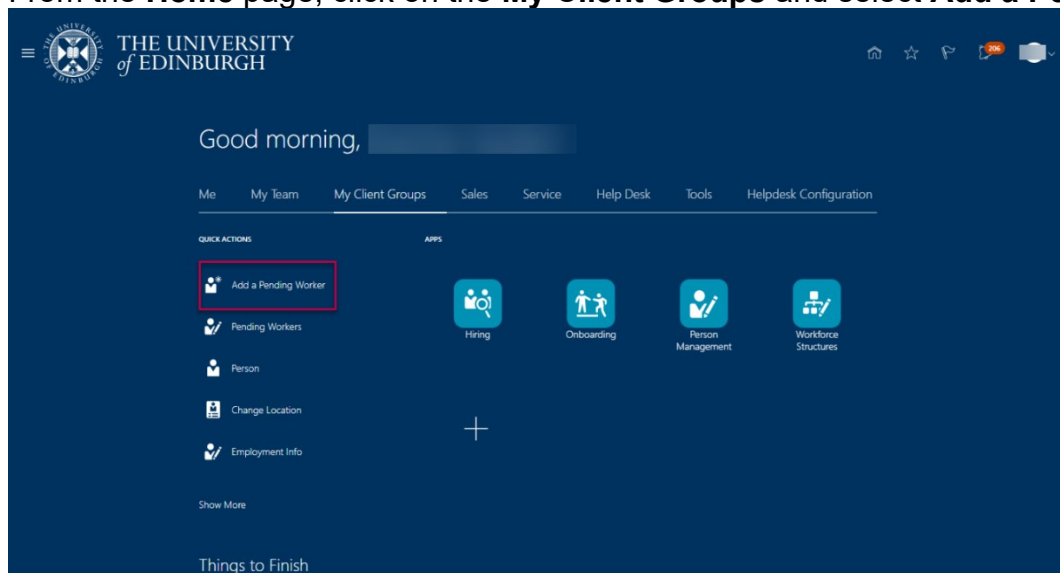 From the Home page, click on the My Client Groups and select Add a Pe
THE UNIVERSITY
of EDINBURGH
206
Good morning,
Me My Team My Client Groups Sales Service Help Desk Tools Helpdesk Configuration
QUICK ACTIONS APPS
Add a Pending Worker
Pending Workers
Person
Change Location
Employment Info
Show More
Hiring
Onboarding
Person
Management
Workforce
Structures
Things to Finish